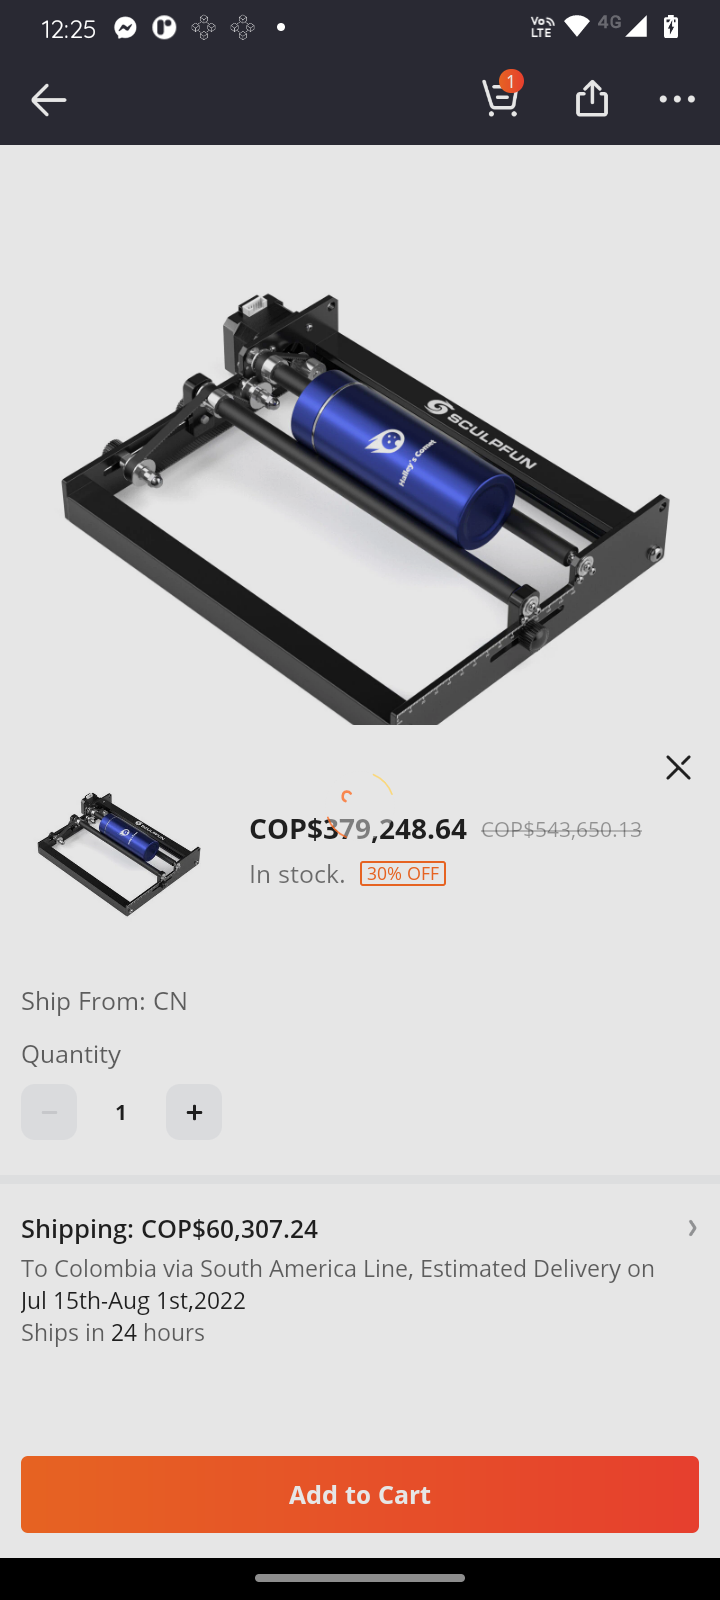 12:25
Vo LTE
4G
1
SCULPFUN
Halley's Comet
COP$379,248.64 COP$543,650.13
In stock. 30% OFF
Ship From: CN
Quantity
− 1 +
Shipping: COP$60,307.24
To Colombia via South America Line, Estimated Delivery on
Jul 15th-Aug 1st,2022
Ships in 24 hours
Add to Cart